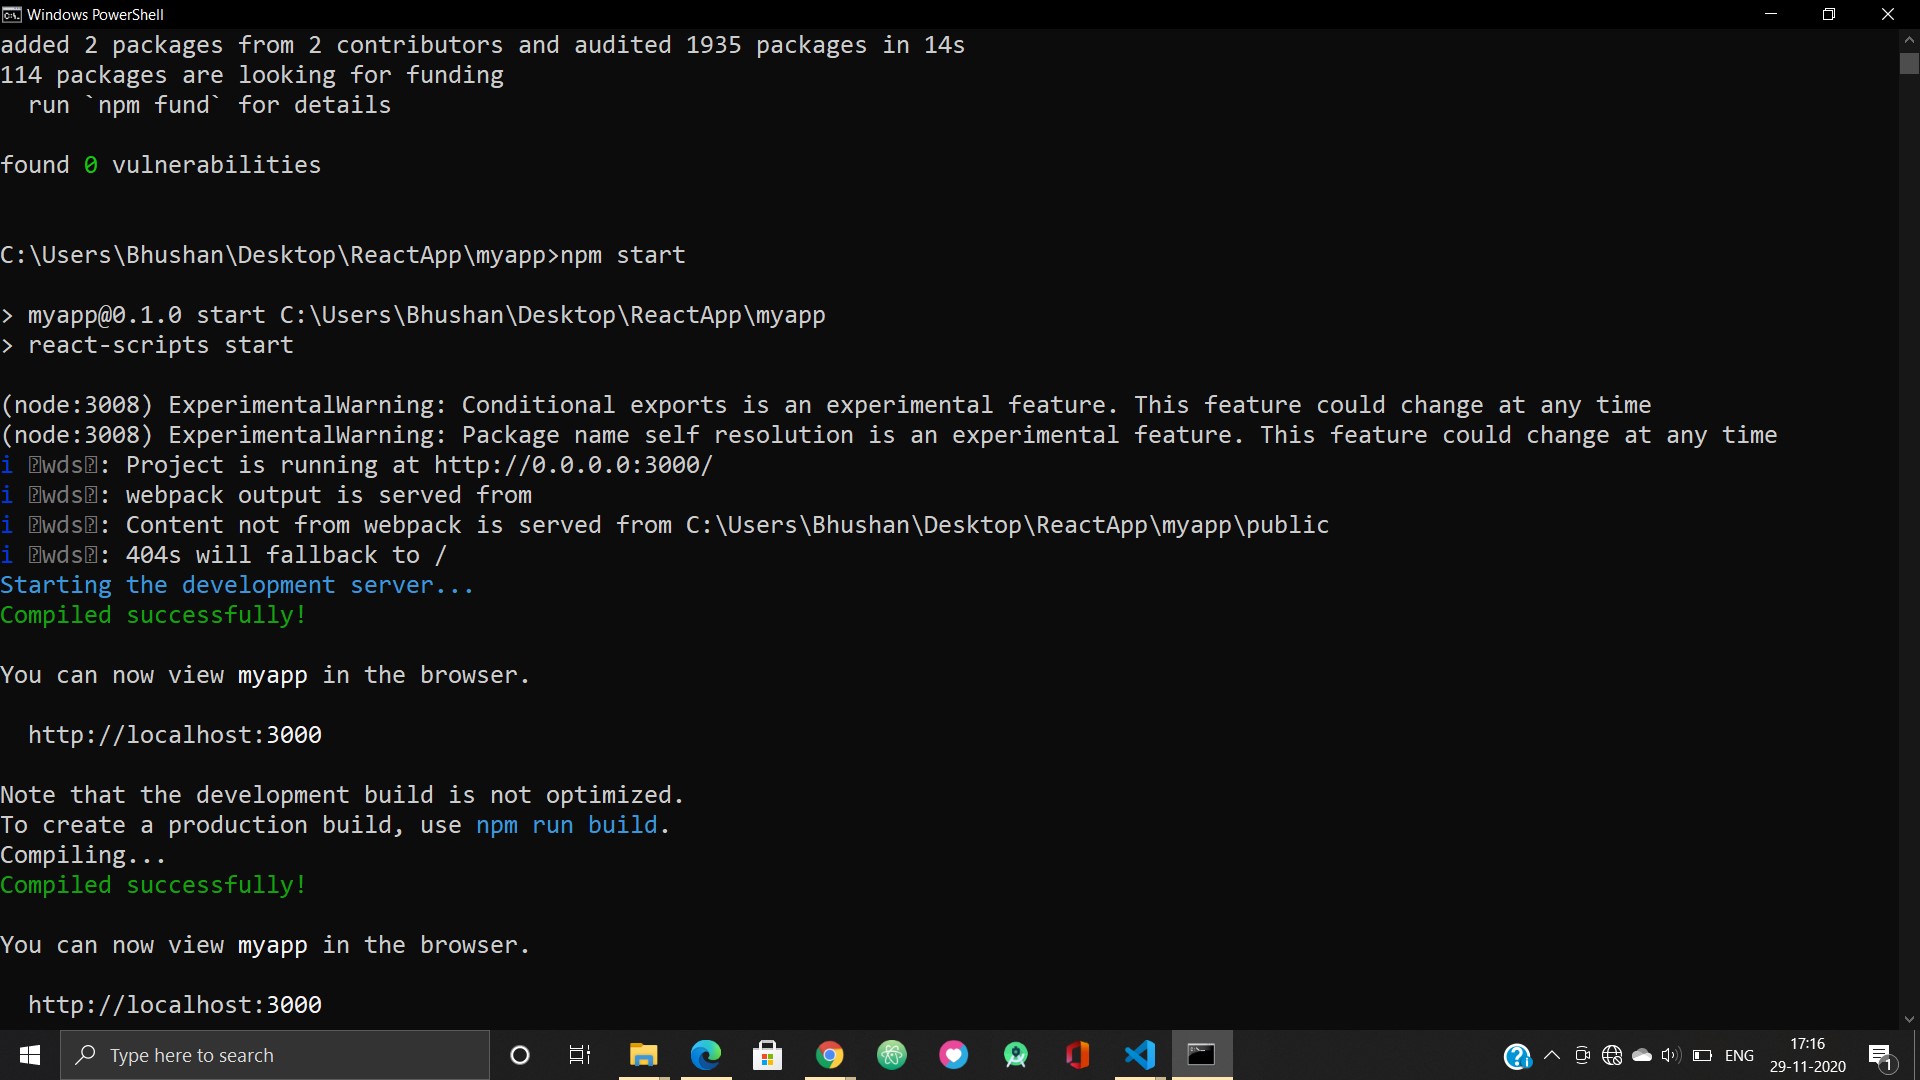 Windows PowerShell
added 2 packages from 2 contributors and audited 1935 packages in 14s
114 packages are looking for funding
  run `npm fund` for details
found 0 vulnerabilities
C:\Users\Bhushan\Desktop\ReactApp\myapp>npm start
> myapp@0.1.0 start C:\Users\Bhushan\Desktop\ReactApp\myapp
> react-scripts start
(node:3008) ExperimentalWarning: Conditional exports is an experimental feature. This feature could change at any time
(node:3008) ExperimentalWarning: Package name self resolution is an experimental feature. This feature could change at any time
i ⍰wds⍰: Project is running at http://0.0.0.0:3000/
i ⍰wds⍰: webpack output is served from
i ⍰wds⍰: Content not from webpack is served from C:\Users\Bhushan\Desktop\ReactApp\myapp\public
i ⍰wds⍰: 404s will fallback to /
Starting the development server...
Compiled successfully!
You can now view myapp in the browser.
  http://localhost:3000
Note that the development build is not optimized.
To create a production build, use npm run build.
Compiling...
Compiled successfully!
You can now view myapp in the browser.
  http://localhost:3000
Type here to search
ENG
17:16
29-11-2020
1